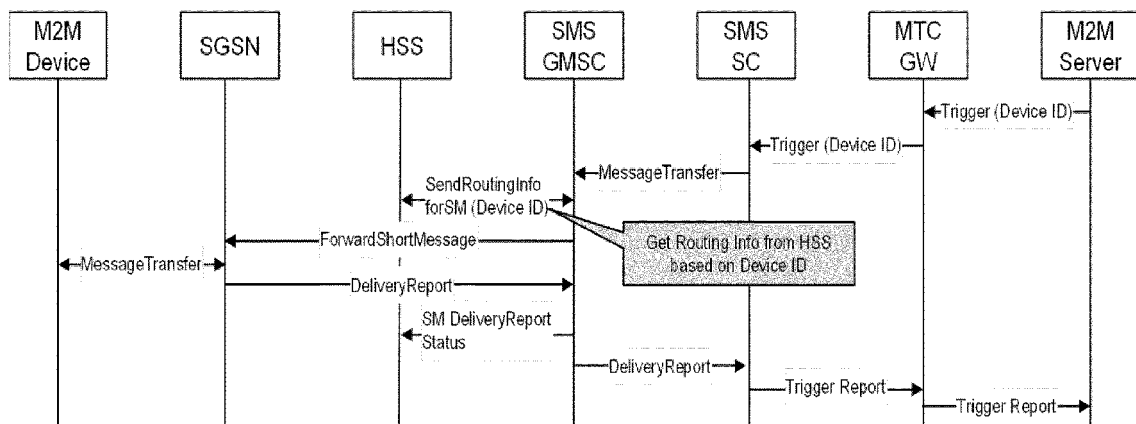 M2M
Device
SGSN
HSS
SMS
GMSC
SMS
SC
MTC
GW
M2M
Server
Trigger (Device ID)
Trigger (Device ID)
MessageTransfer
SendRoutingInfo
forSM (Device ID)
Get Routing Info from HSS
based on Device ID
ForwardShortMessage
MessageTransfer
DeliveryReport
SM DeliveryReport
Status
DeliveryReport
Trigger Report
Trigger Report